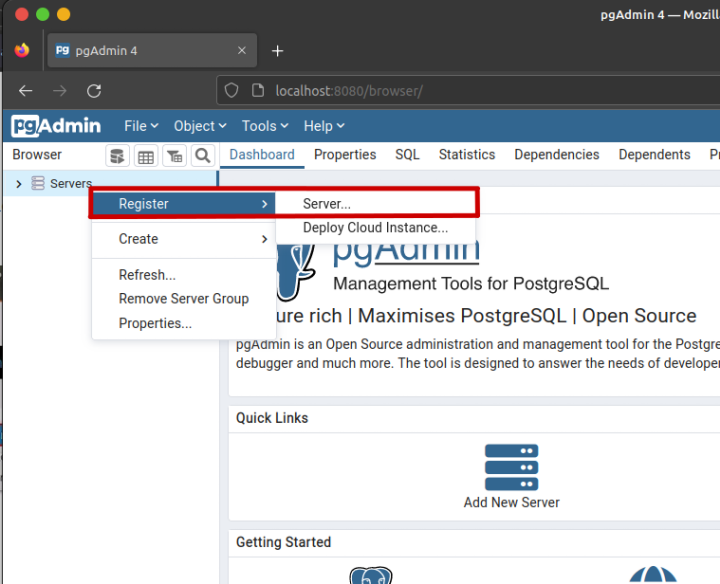 pgAdmin 4 — Mozill
pgAdmin 4
localhost:8080/browser/
pgAdmin File Object Tools Help
Browser Dashboard Properties SQL Statistics Dependencies Dependents Pr
Servers
Register Server...
Deploy Cloud Instance...
Create
Refresh...
Remove Server Group
Properties...
pgAdmin
Management Tools for PostgreSQL
ure rich | Maximises PostgreSQL | Open Source
pgAdmin is an Open Source administration and management tool for the Postgre
debugger and much more. The tool is designed to answer the needs of developer
Quick Links
Add New Server
Getting Started